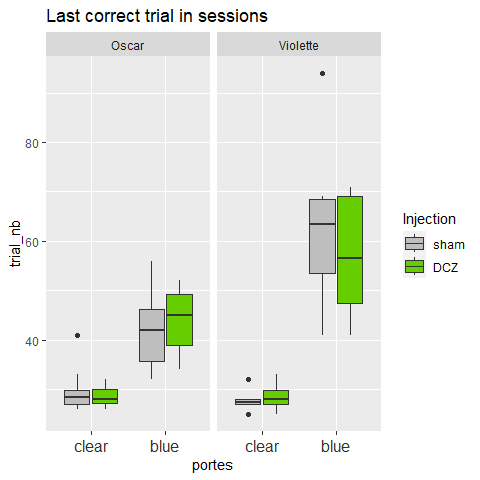 Last correct trial in sessions
Oscar
Violette
80
60
40
trial_nb
clear
blue
clear
blue
portes
Injection
sham
DCZ